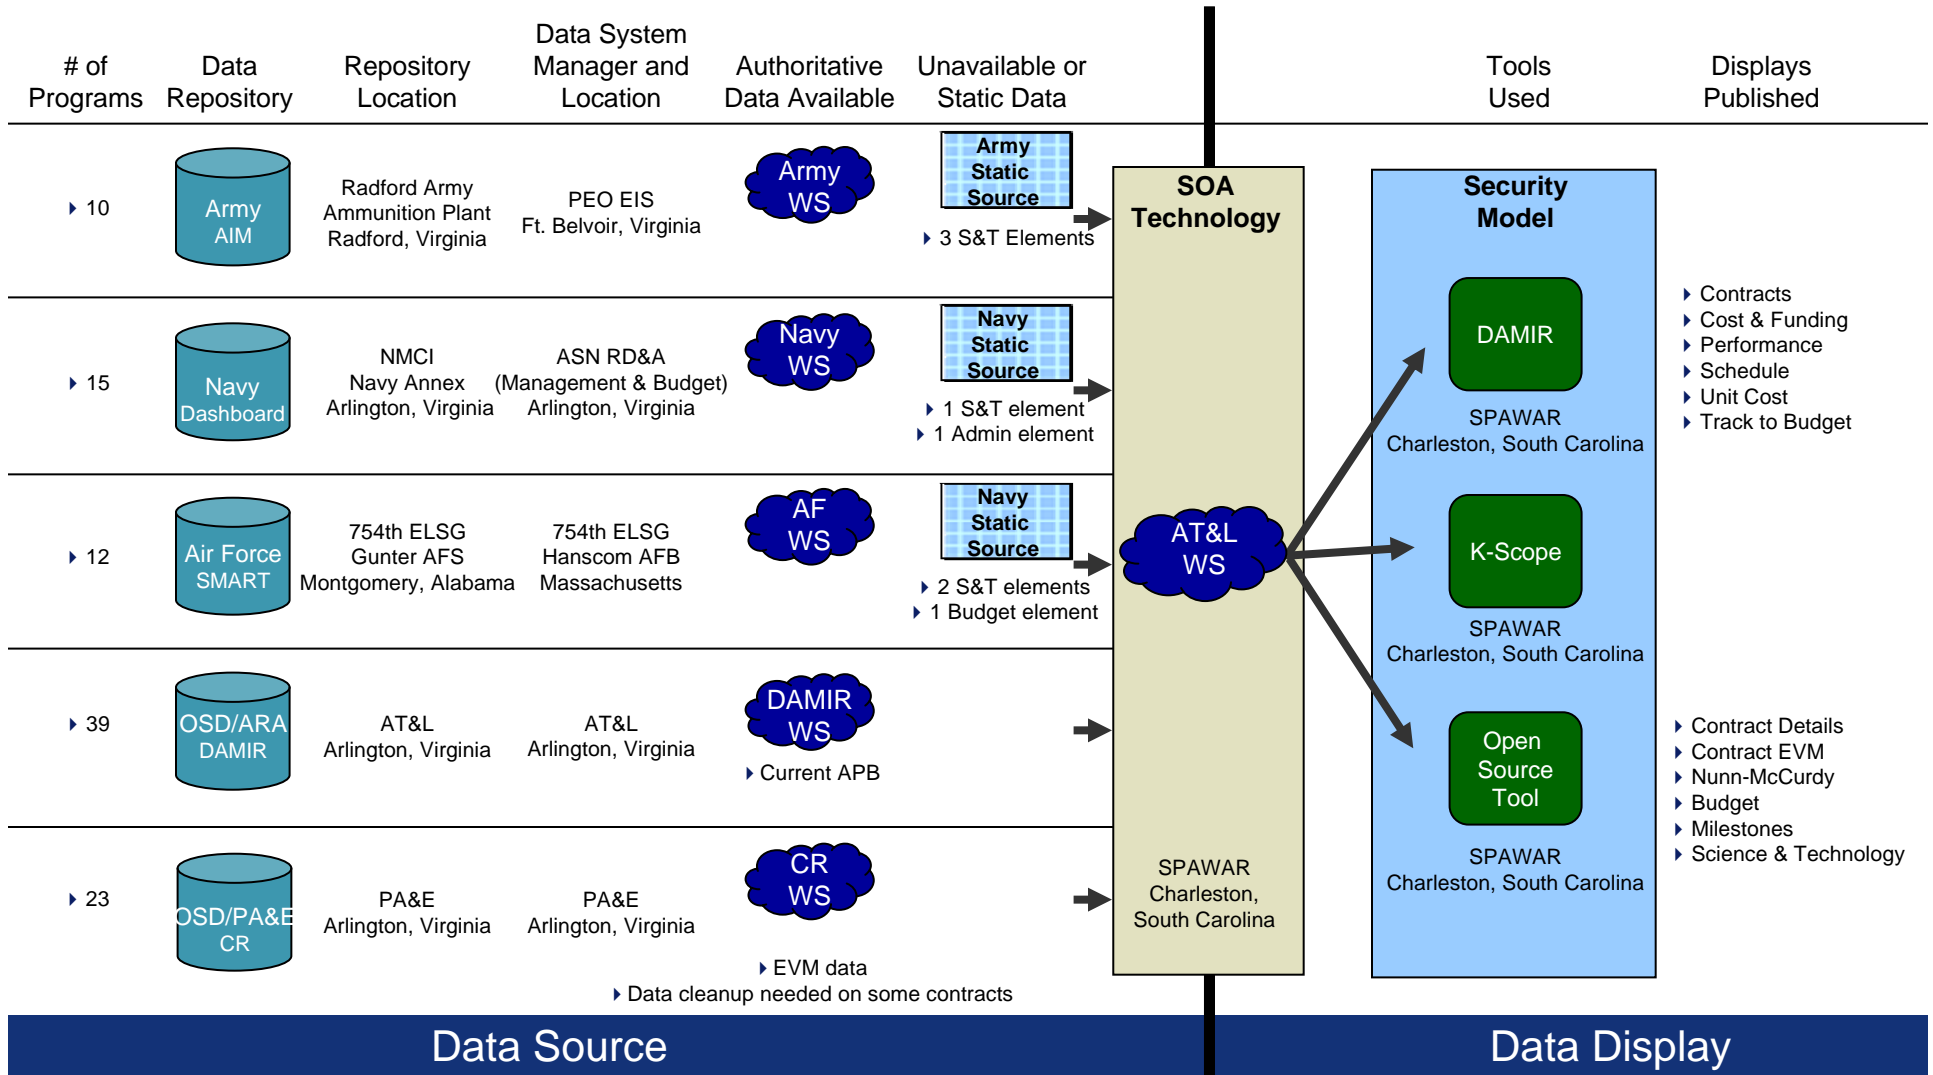 # of
Programs
Data
Repository
Repository
Location
Data System
Manager and
Location
Authoritative
Data Available
Unavailable or
Static Data
Tools
Used
Displays
Published
10
Army
AIM
Radford Army
Ammunition Plant
Radford, Virginia
PEO EIS
Ft. Belvoir, Virginia
Army
WS
Army
Static
Source
3 S&T Elements
15
Navy
Dashboard
NMCI
Navy Annex
Arlington, Virginia
ASN RD&A
(Management & Budget)
Arlington, Virginia
Navy
WS
Navy
Static
Source
1 S&T element
1 Admin element
12
Air Force
SMART
754th ELSG
Gunter AFS
Montgomery, Alabama
754th ELSG
Hanscom AFB
Massachusetts
AF
WS
Navy
Static
Source
2 S&T elements
1 Budget element
39
OSD/ARA
DAMIR
AT&L
Arlington, Virginia
AT&L
Arlington, Virginia
DAMIR
WS
Current APB
23
OSD/PA&E
CR
PA&E
Arlington, Virginia
PA&E
Arlington, Virginia
CR
WS
EVM data
Data cleanup needed on some contracts
SOA
Technology
AT&L
WS
SPAWAR
Charleston,
South Carolina
Security
Model
DAMIR
SPAWAR
Charleston, South Carolina
K-Scope
SPAWAR
Charleston, South Carolina
Open
Source
Tool
SPAWAR
Charleston, South Carolina
Contracts
Cost & Funding
Performance
Schedule
Unit Cost
Track to Budget
Contract Details
Contract EVM
Nunn-McCurdy
Budget
Milestones
Science & Technology
Data Source
Data Display